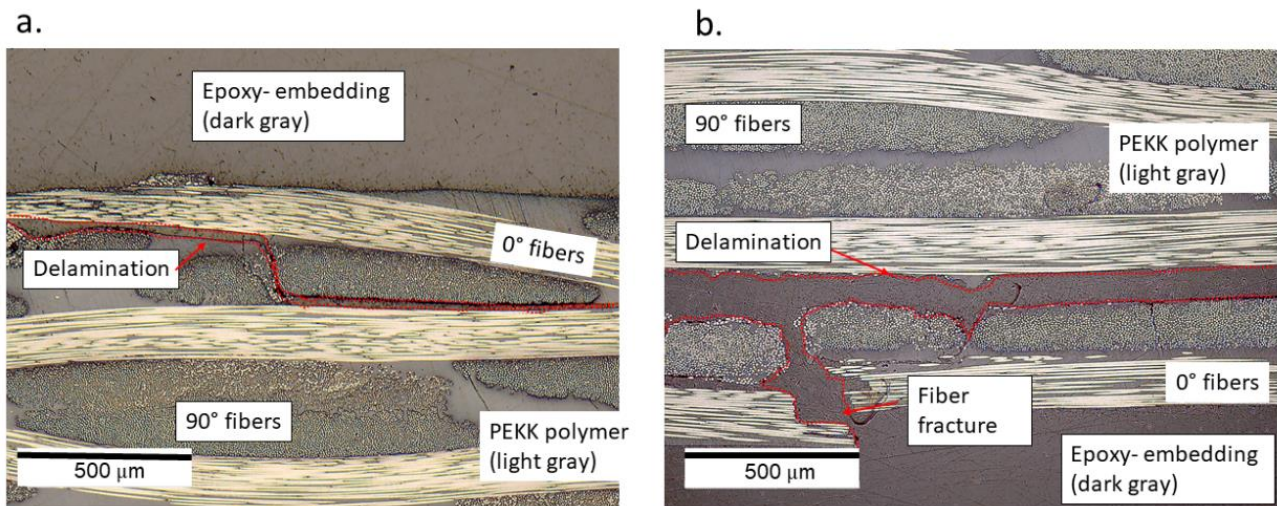 a.
Epoxy- embedding
(dark gray)
0° fibers
Delamination
90° fibers
PEKK polymer
(light gray)
500 μm
b.
90° fibers
PEKK polymer
(light gray)
Delamination
0° fibers
Fiber
fracture
500 μm
Epoxy- embedding
(dark gray)